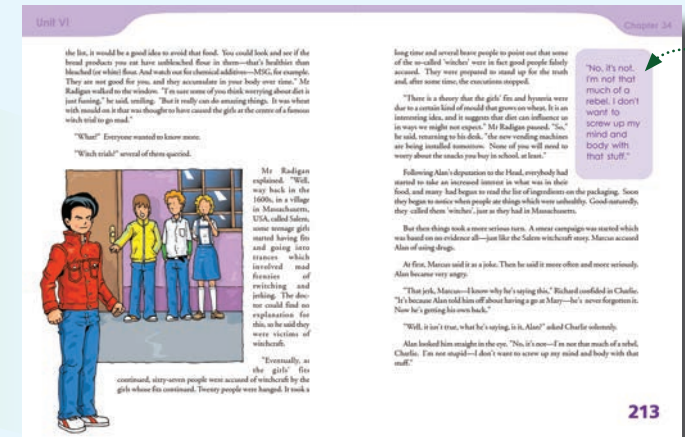 Unit VI
Chapter 34
the list, it would be a good idea to avoid that food. You could look and see if the
bread products you eat have unbleached flour in them—that's healthier than
bleached (or white) flour. And watch out for chemical additives—MSG, for example.
They are not good for you, and they accumulate in your body over time." Mr
Radigan walked to the window. "I'm sure some of you think worrying about diet is
just fussing," he said, smiling. "But it really can do amazing things. It was wheat
with mould on it that was thought to have caused the girls at the centre of a famous
witch trial to go mad."
"What?" Everyone wanted to know more.
"Witch trials?" several of them queried.
Mr Radigan
explained. "Well,
way back in the
1600s, in a village
in Massachusetts,
USA, called Salem,
some teenage girls
started having fits
and going into
trances which
involved mad
frenzies of
twitching and
jerking. The doc-
tor could find no
explanation for
this, so he said they
were victims of
witchcraft.
"Eventually, as
the girls' fits
continued, sixty-seven people were accused of witchcraft by the
girls whose fits continued. Twenty people were hanged. It took a
long time and several brave people to point out that some
of the so-called 'witches' were in fact good people falsely
accused. They were prepared to stand up for the truth
and, after some time, the executions stopped.
"There is a theory that the girls' fits and hysteria were
due to a certain kind of mould that grows on wheat. It is an
interesting idea, and it suggests that diet can influence us
in ways we might not expect." Mr Radigan paused. "So,"
he said, returning to his desk, "the new vending machines
are being installed tomorrow. None of you will need to
worry about the snacks you buy in school, at least."
Following Alan's deputation to the Head, everybody had
started to take an increased interest in what was in their
food, and many had begun to read the list of ingredients on the packaging. Soon
they began to notice when people ate things which were unhealthy. Good-naturedly,
they called them 'witches', just as they had in Massachusetts.
But then things took a more serious turn. A smear campaign was started which
was based on no evidence at all—just like the Salem witchcraft story. Marcus accused
Alan of using drugs.
At first, Marcus said it as a joke. Then he said it more often and more seriously.
Alan became very angry.
"That jerk, Marcus—I know why he's saying this," Richard confided in Charlie.
"It's because Alan told him off about having a go at Mary—he's never forgotten it.
Now he's getting his own back."
"Well, it isn't true, what he's saying, is it, Alan?" asked Charlie solemnly.
Alan looked him straight in the eye. "No, it's not—I'm not that much of a rebel,
Charlie. I'm not stupid—I don't want to screw up my mind and body with that
stuff."
"No, it's not.
I'm not that
much of a
rebel. I don't
want to
screw up my
mind and
body with
that stuff."
213